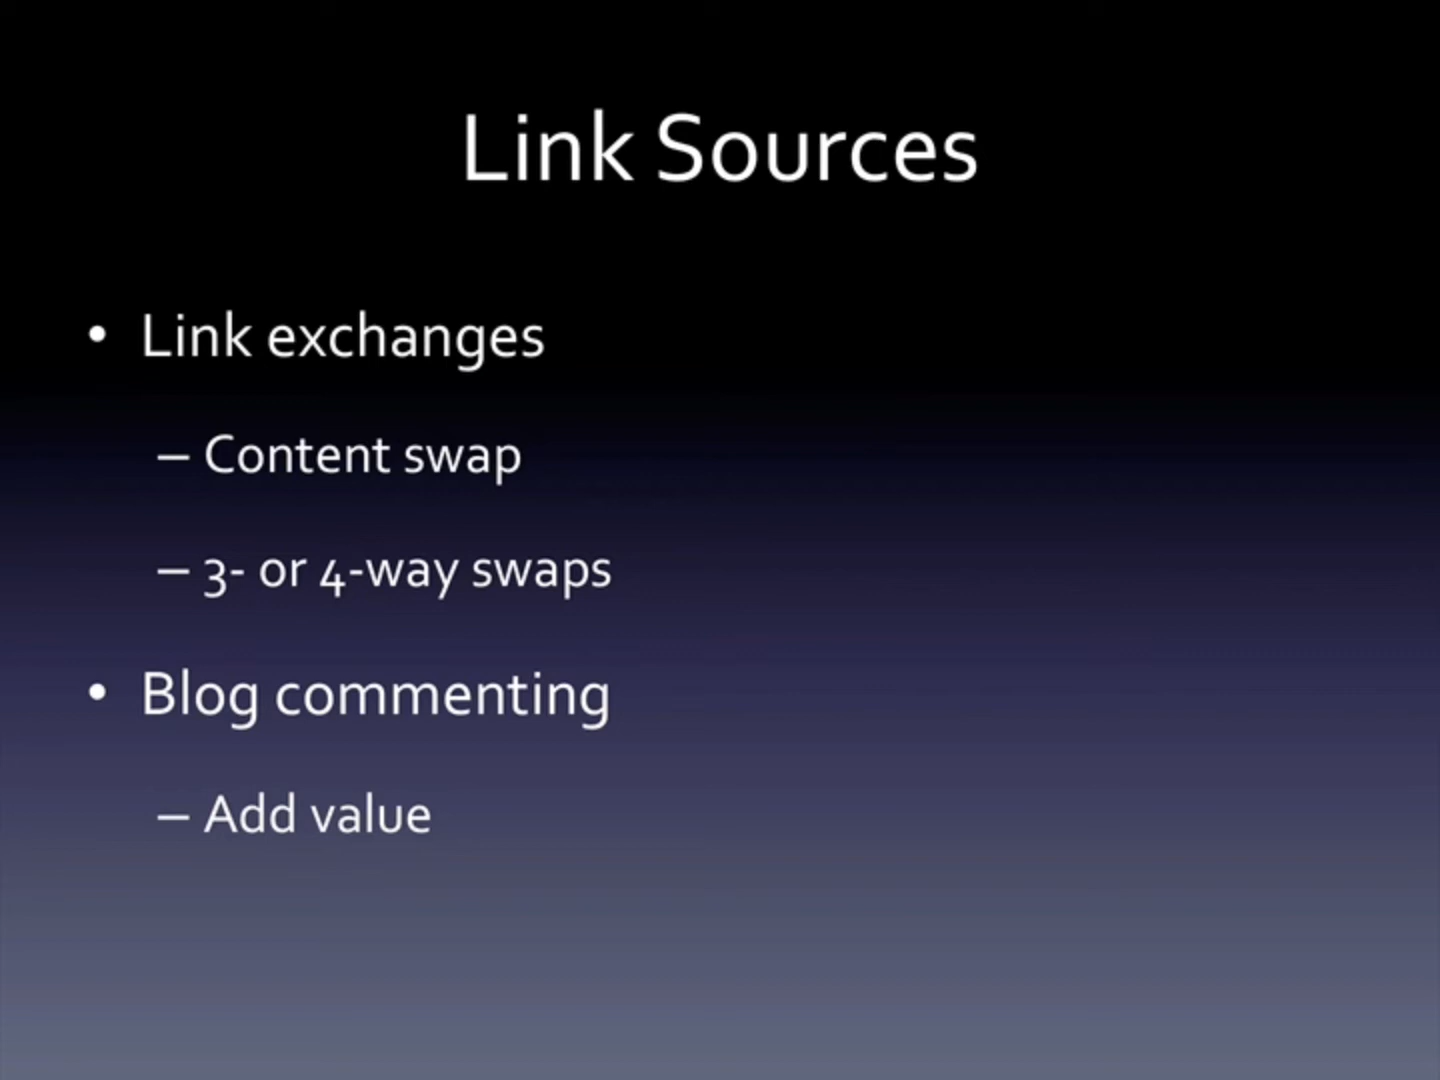 Link Sources
• Link exchanges
– Content swap
– 3- or 4-way swaps
• Blog commenting
– Add value